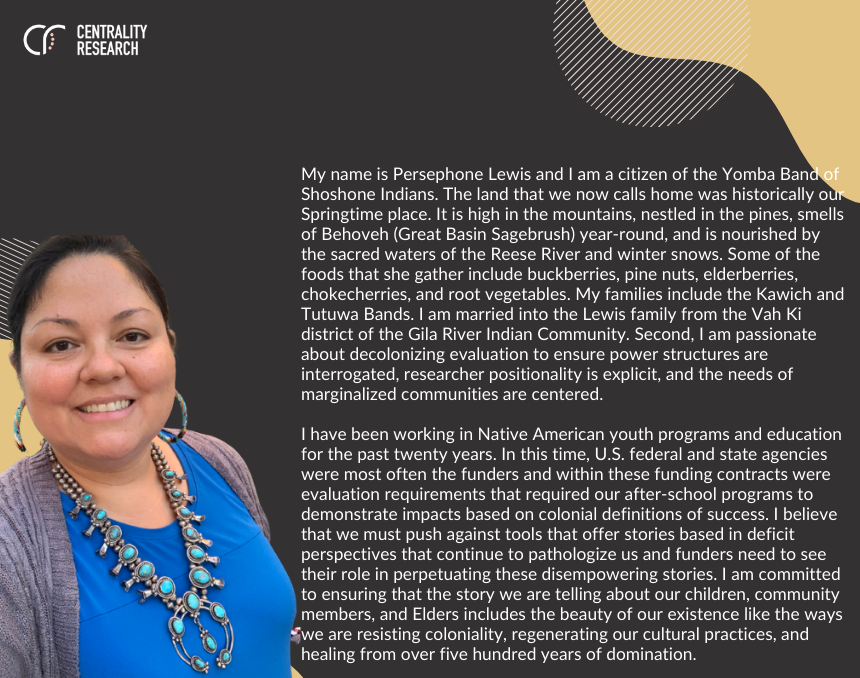 CENTRALITY
RESEARCH
My name is Persephone Lewis and I am a citizen of the Yomba Band of
Shoshone Indians. The land that we now calls home was historically our
Springtime place. It is high in the mountains, nestled in the pines, smells
of Behoveh (Great Basin Sagebrush) year-round, and is nourished by
the sacred waters of the Reese River and winter snows. Some of the
foods that she gather include buckberries, pine nuts, elderberries,
chokecherries, and root vegetables. My families include the Kawich and
Tutuwa Bands. I am married into the Lewis family from the Vah Ki
district of the Gila River Indian Community. Second, I am passionate
about decolonizing evaluation to ensure power structures are
interrogated, researcher positionality is explicit, and the needs of
marginalized communities are centered.
I have been working in Native American youth programs and education
for the past twenty years. In this time, U.S. federal and state agencies
were most often the funders and within these funding contracts were
evaluation requirements that required our after-school programs to
demonstrate impacts based on colonial definitions of success. I believe
that we must push against tools that offer stories based in deficit
perspectives that continue to pathologize us and funders need to see
their role in perpetuating these disempowering stories. I am committed
to ensuring that the story we are telling about our children, community
members, and Elders includes the beauty of our existence like the ways
we are resisting coloniality, regenerating our cultural practices, and
healing from over five hundred years of domination.